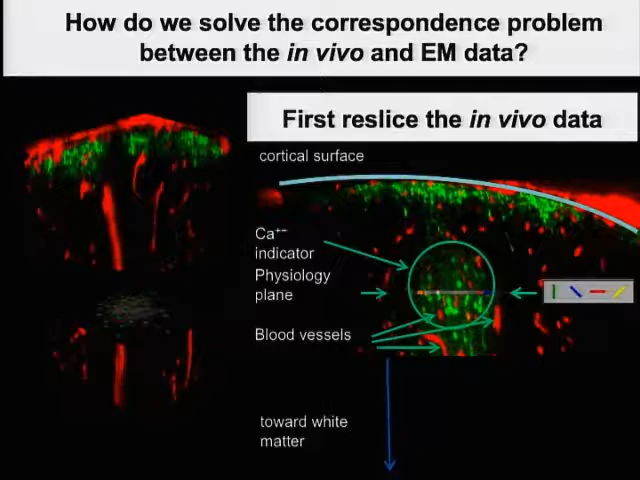 How do we solve the correspondence problem
between the in vivo and EM data?
First reslice the in vivo data
cortical surface
Ca++
indicator
Physiology
plane
Blood vessels
toward white
matter